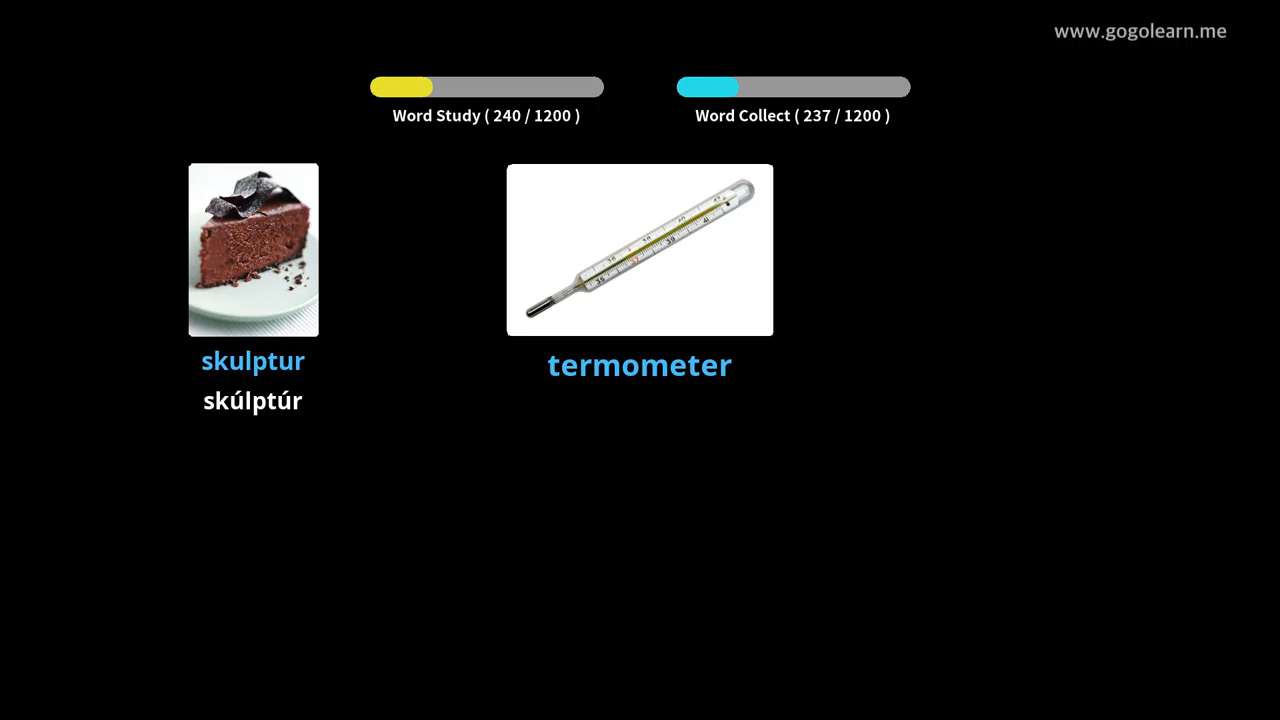 www.gogolearn.me
Word Study ( 240 / 1200 )
Word Collect ( 237 / 1200 )
skulptur
termometer
skúlptúr